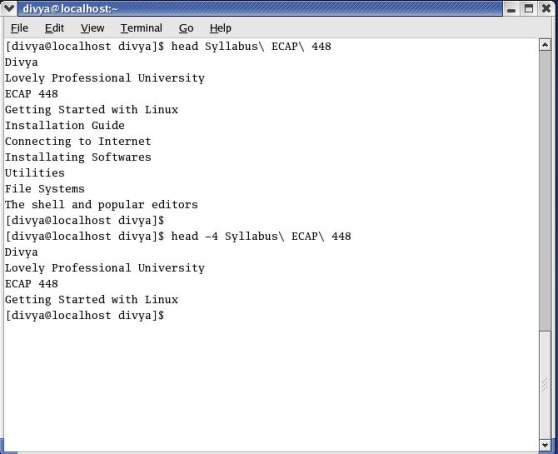 divya@localhost:~
File Edit View Terminal Go Help
[divya@localhost divya]$ head Syllabus\ ECAP\ 448
Divya
Lovely Professional University
ECAP 448
Getting Started with Linux
Installation Guide
Connecting to Internet
Installating Softwares
Utilities
File Systems
The shell and popular editors
[divya@localhost divya]$
[divya@localhost divya]$ head -4 Syllabus\ ECAP\ 448
Divya
Lovely Professional University
ECAP 448
Getting Started with Linux
[divya@localhost divya]$